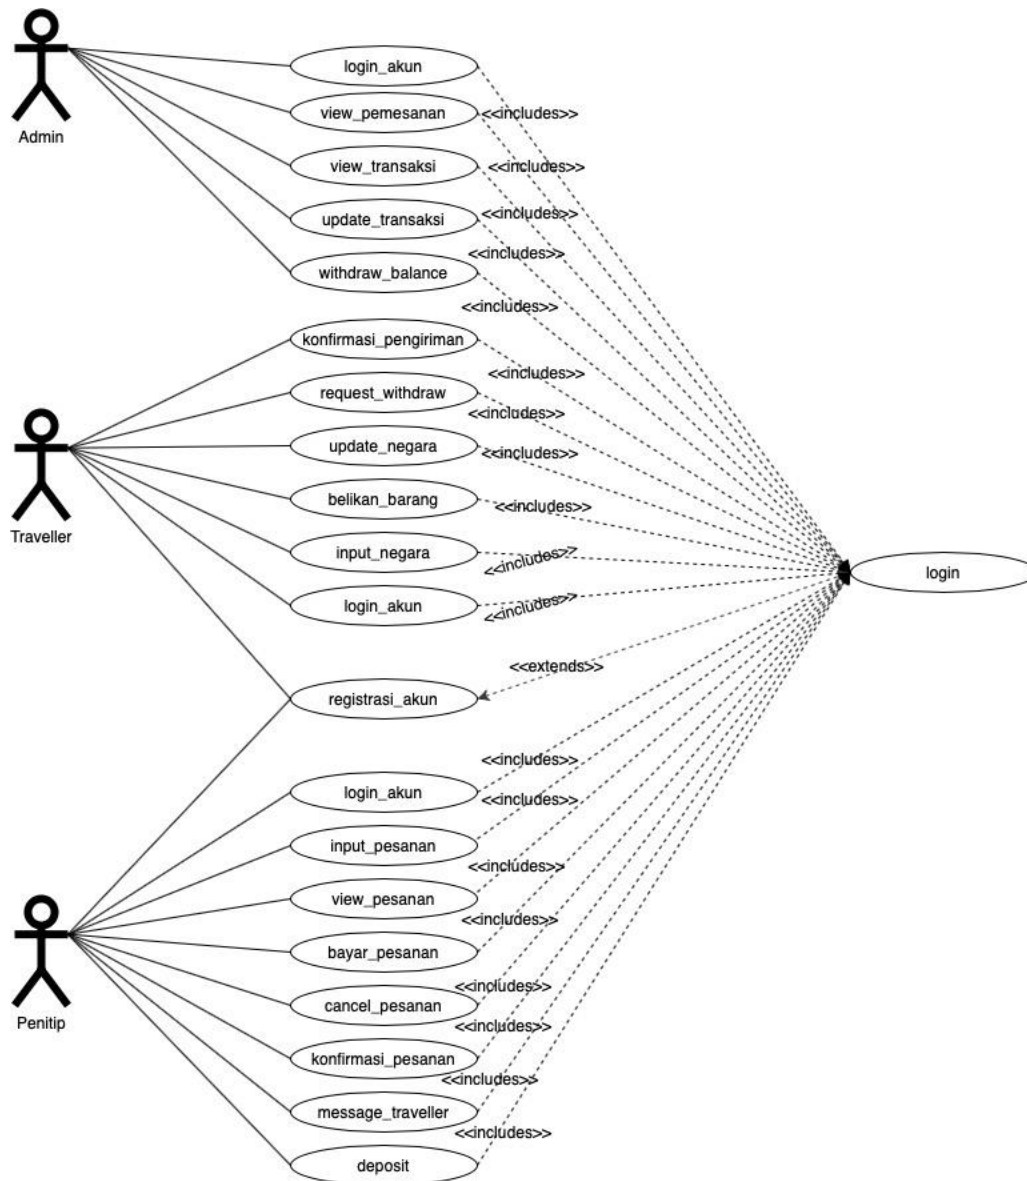 login_akun
view_pemesanan
<<includes>>
Admin
view_transaksi
<<includes>>
update_transaksi
<<includes>>
withdraw_balance
<<includes>>
<<includes>>
konfirmasi_pengiriman
<<includes>>
request_withdraw
<<includes>>
update_negara
<<includes>>
belikan_barang
<<includes>>
Traveller
input_negara
<<includes>>
login
login_akun
<<includes>>
<<extends>>
registrasi_akun
<<includes>>
login_akun
<<includes>>
input_pesanan
<<includes>>
view_pesanan
<<includes>>
bayar_pesanan
<<includes>>
cancel_pesanan
Penitip
<<includes>>
konfirmasi_pesanan
<<includes>>
message_traveller
<<includes>>
deposit